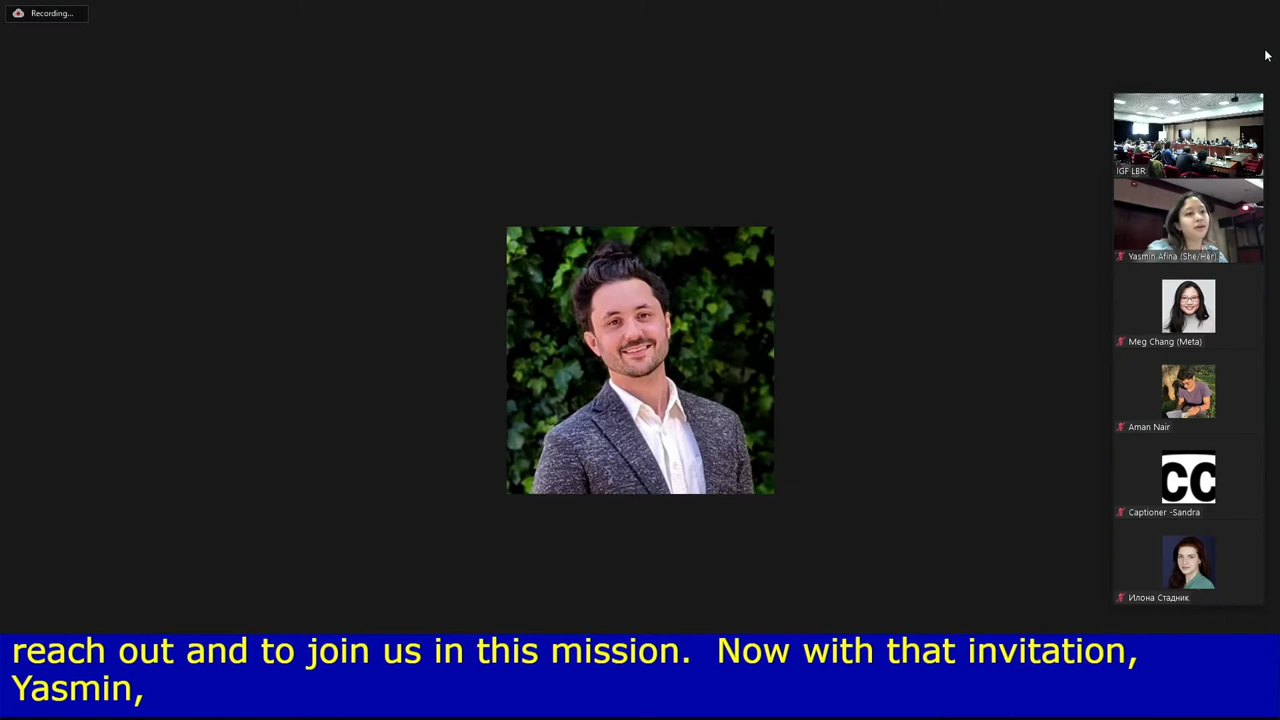 Recording...
IGF LBR
Yasmin Afina (She/Her)
Meg Chang (Meta)
Aman Nair
CC
Captioner -Sandra
Илона Стадник
reach out and to join us in this mission.  Now with that invitation,
Yasmin,